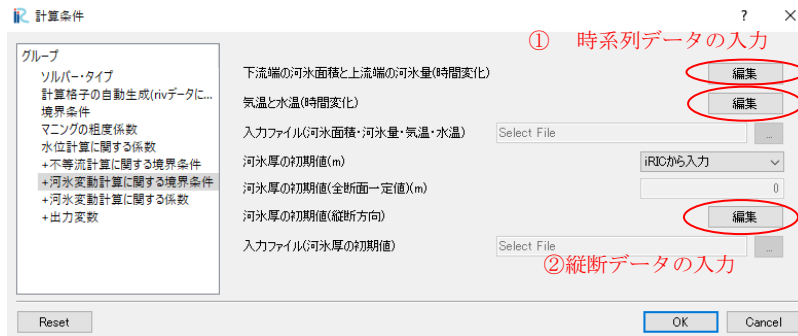 計算条件
? ×
① 時系列データの入力
グループ
ソルバー・タイプ
計算格子の自動生成(rivデータに...
境界条件
マニングの粗度係数
水位計算に関する係数
+不等流計算に関する境界条件
+河氷変動計算に関する境界条件
+河氷変動計算に関する係数
+出力変数
下流端の河氷面積と上流端の河氷量(時間変化) 編集
気温と水温(時間変化) 編集
入力ファイル(河氷面積・河氷量・気温・水温) Select File ...
河氷厚の初期値(m) iRICから入力
河氷厚の初期値(全断面一定値)(m) 0
河氷厚の初期値(縦断方向) 編集
入力ファイル(河氷厚の初期値) Select File ...
②縦断データの入力
Reset OK Cancel